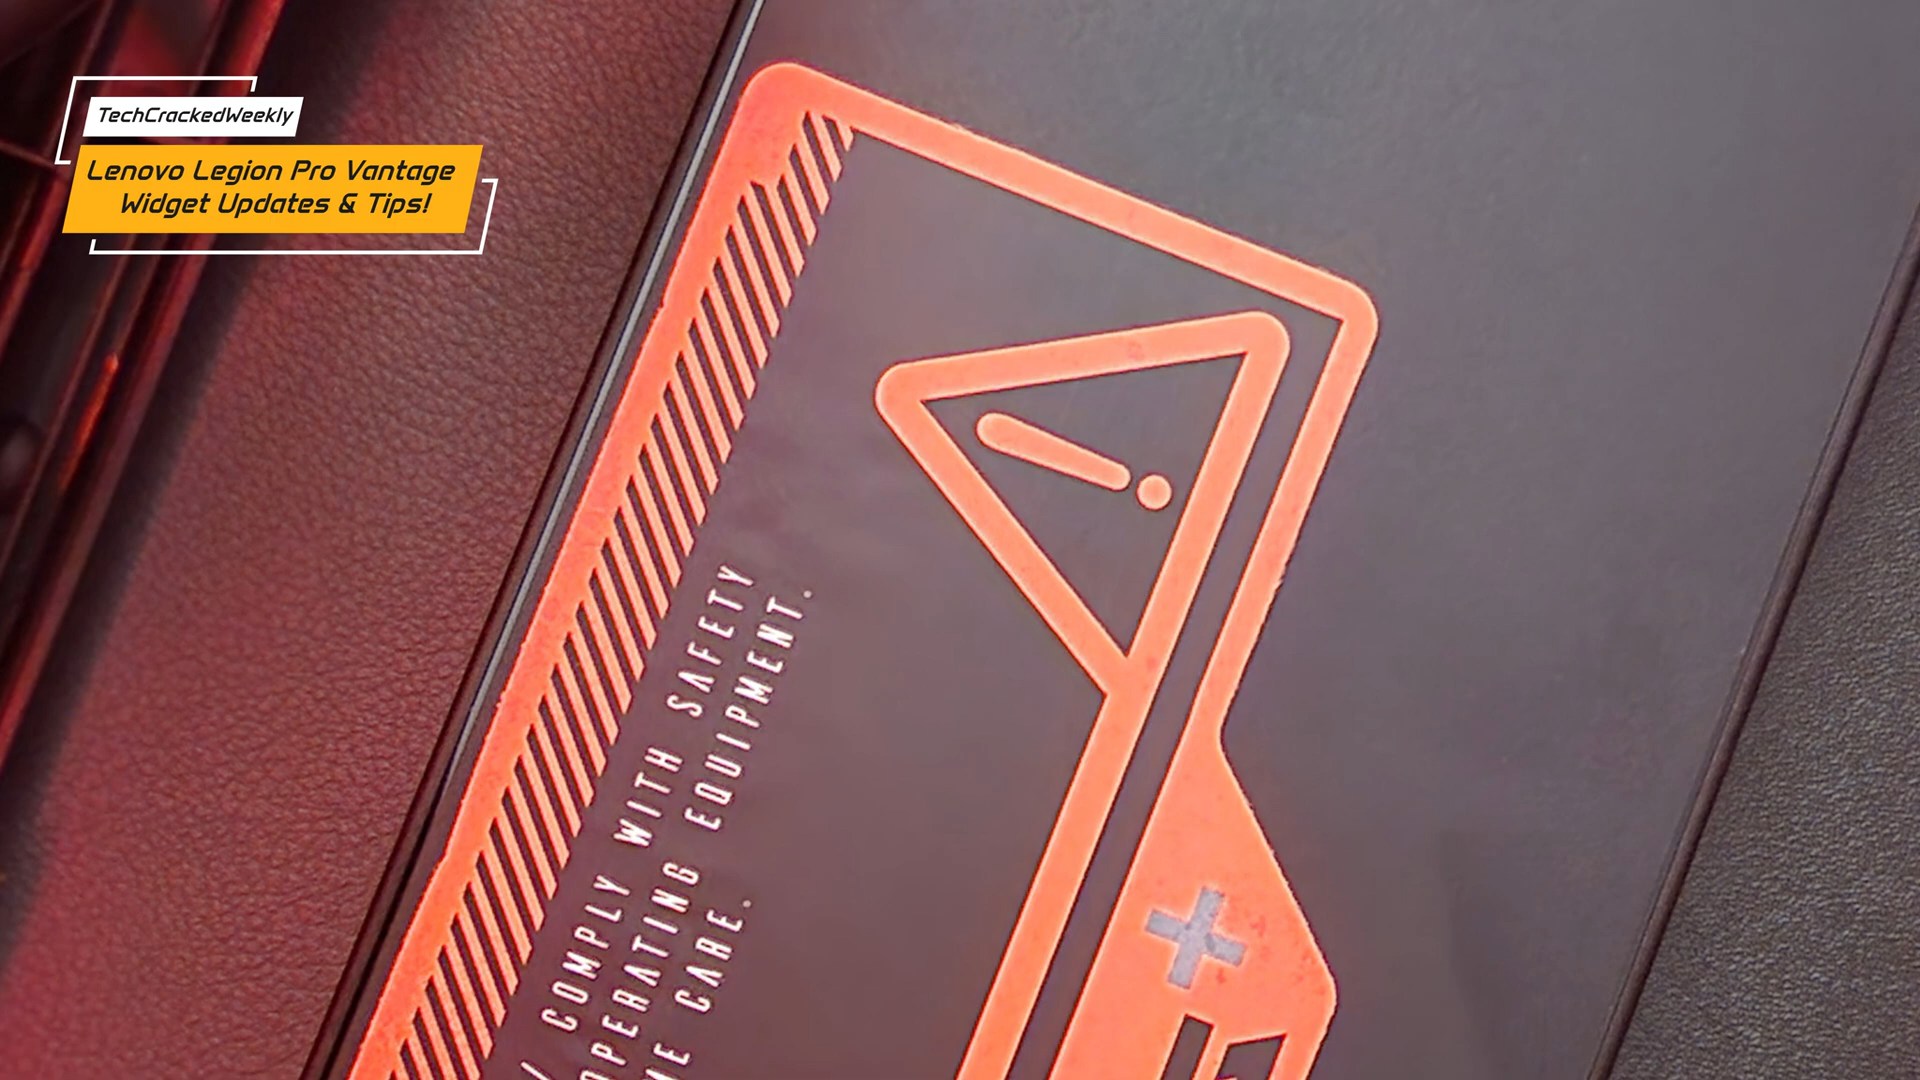 TechCrackedWeekly
Lenovo Legion Pro Vantage
Widget Updates & Tips!
/ COMPLY WITH SAFETY
OPERATING EQUIPMENT.
CARE.